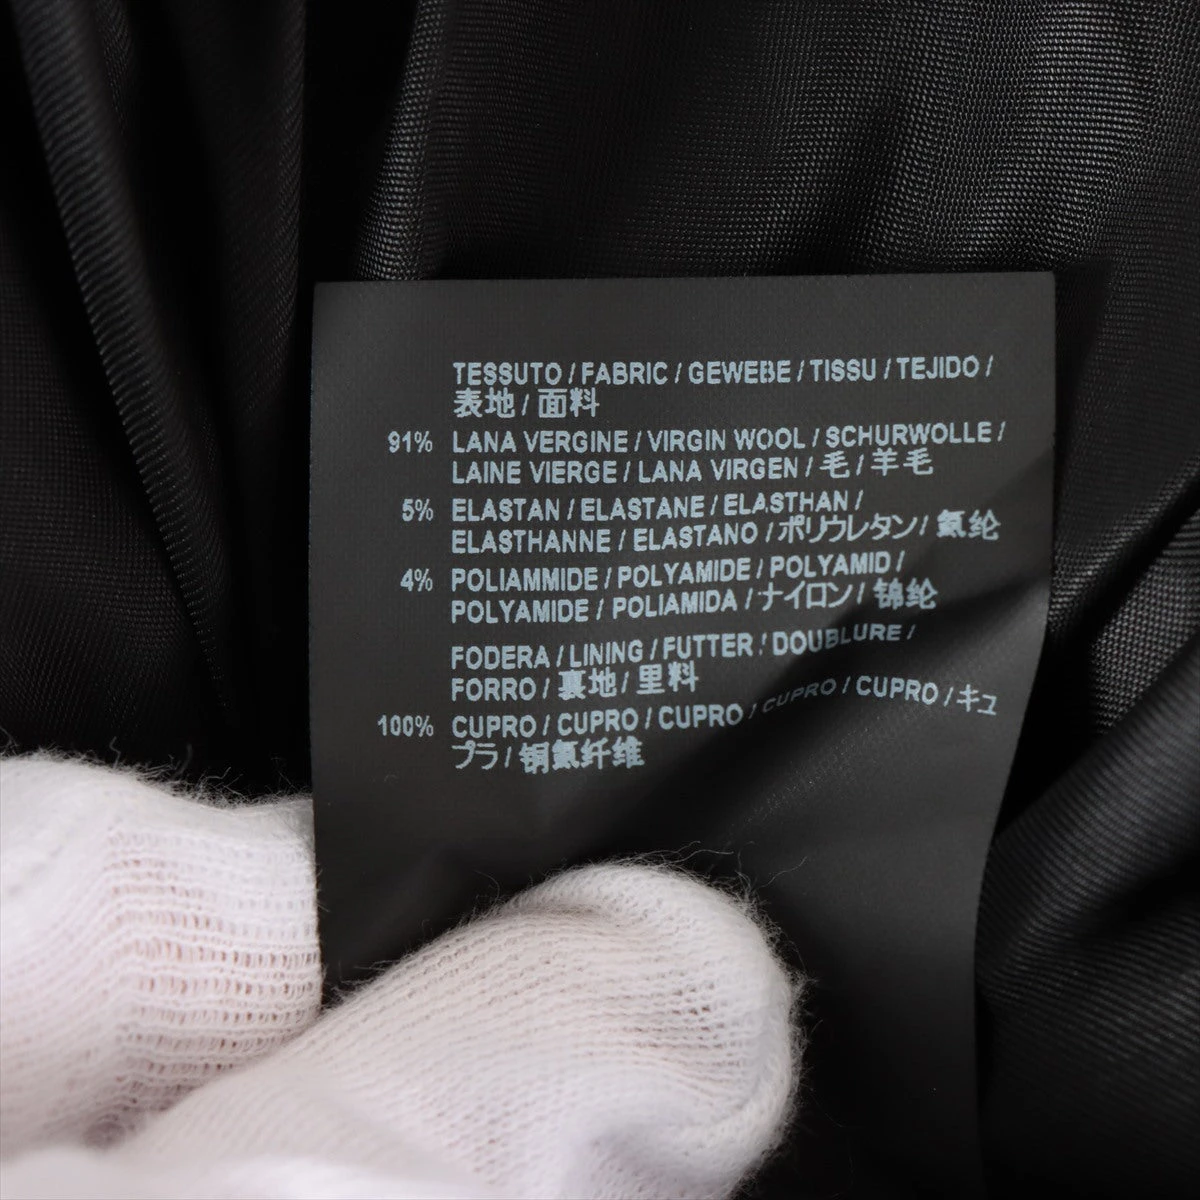 TESSUTO / FABRIC / GEWEBE / TISSU / TEJIDO /
表地 / 面料
91% LANA VERGINE / VIRGIN WOOL / SCHURWOLLE /
LAINE VIERGE / LANA VIRGEN / 毛 / 羊毛
5% ELASTAN / ELASTANE / ELASTHAN /
ELASTHANNE / ELASTANO / ポリウレタン / 氨纶
4% POLIAMMIDE / POLYAMIDE / POLYAMID /
POLYAMIDE / POLIAMIDA / ナイロン / 锦纶
FODERA / LINING / FUTTER / DOUBLURE /
FORRO / 裏地 / 里料
100% CUPRO / CUPRO / CUPRO / CUPRO / CUPRO / キュ
プラ / 铜氨纤维